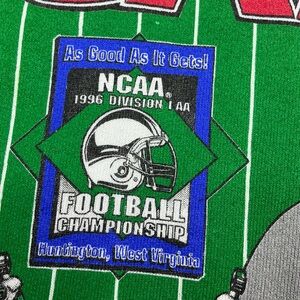 As Good As It Gets!
NCAA®
1996 DIVISION I AA
FOOTBALL
CHAMPIONSHIP
Huntington, West Virginia